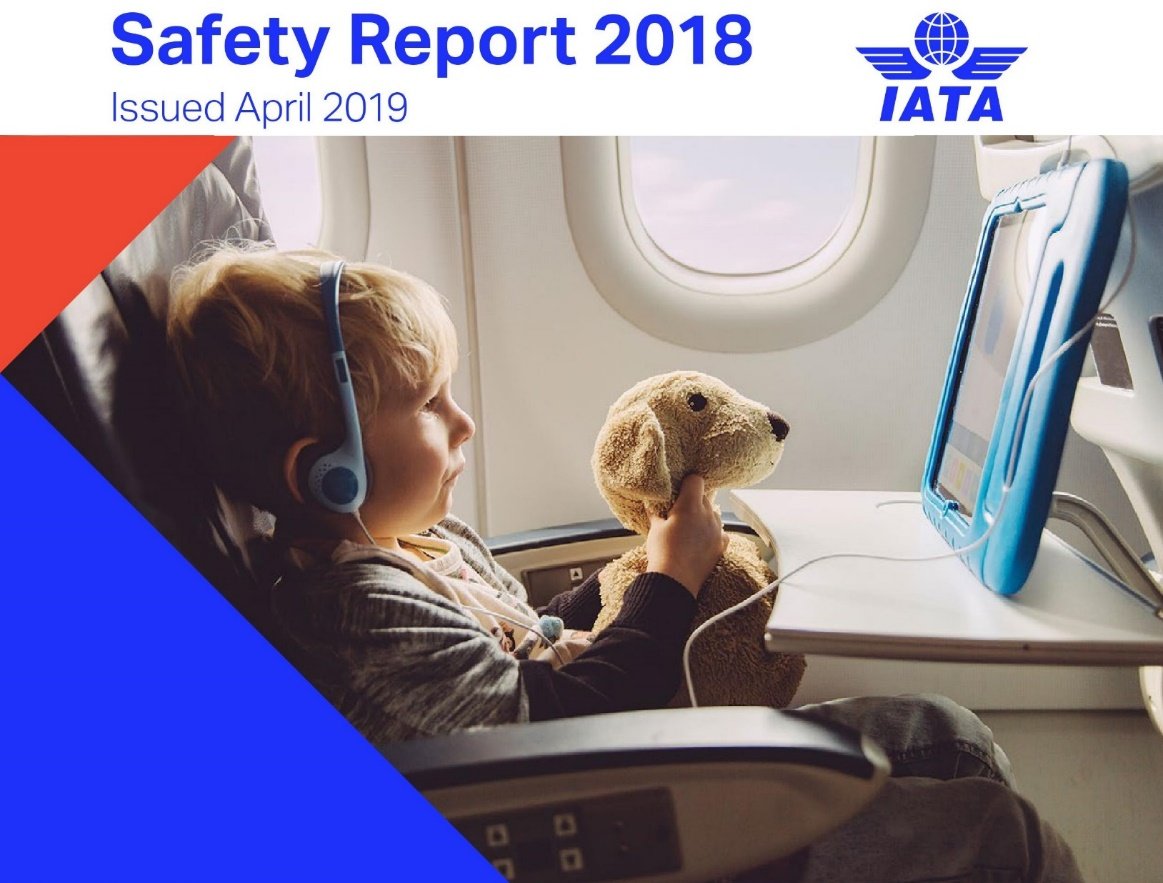 Safety Report 2018
Issued April 2019
IATA